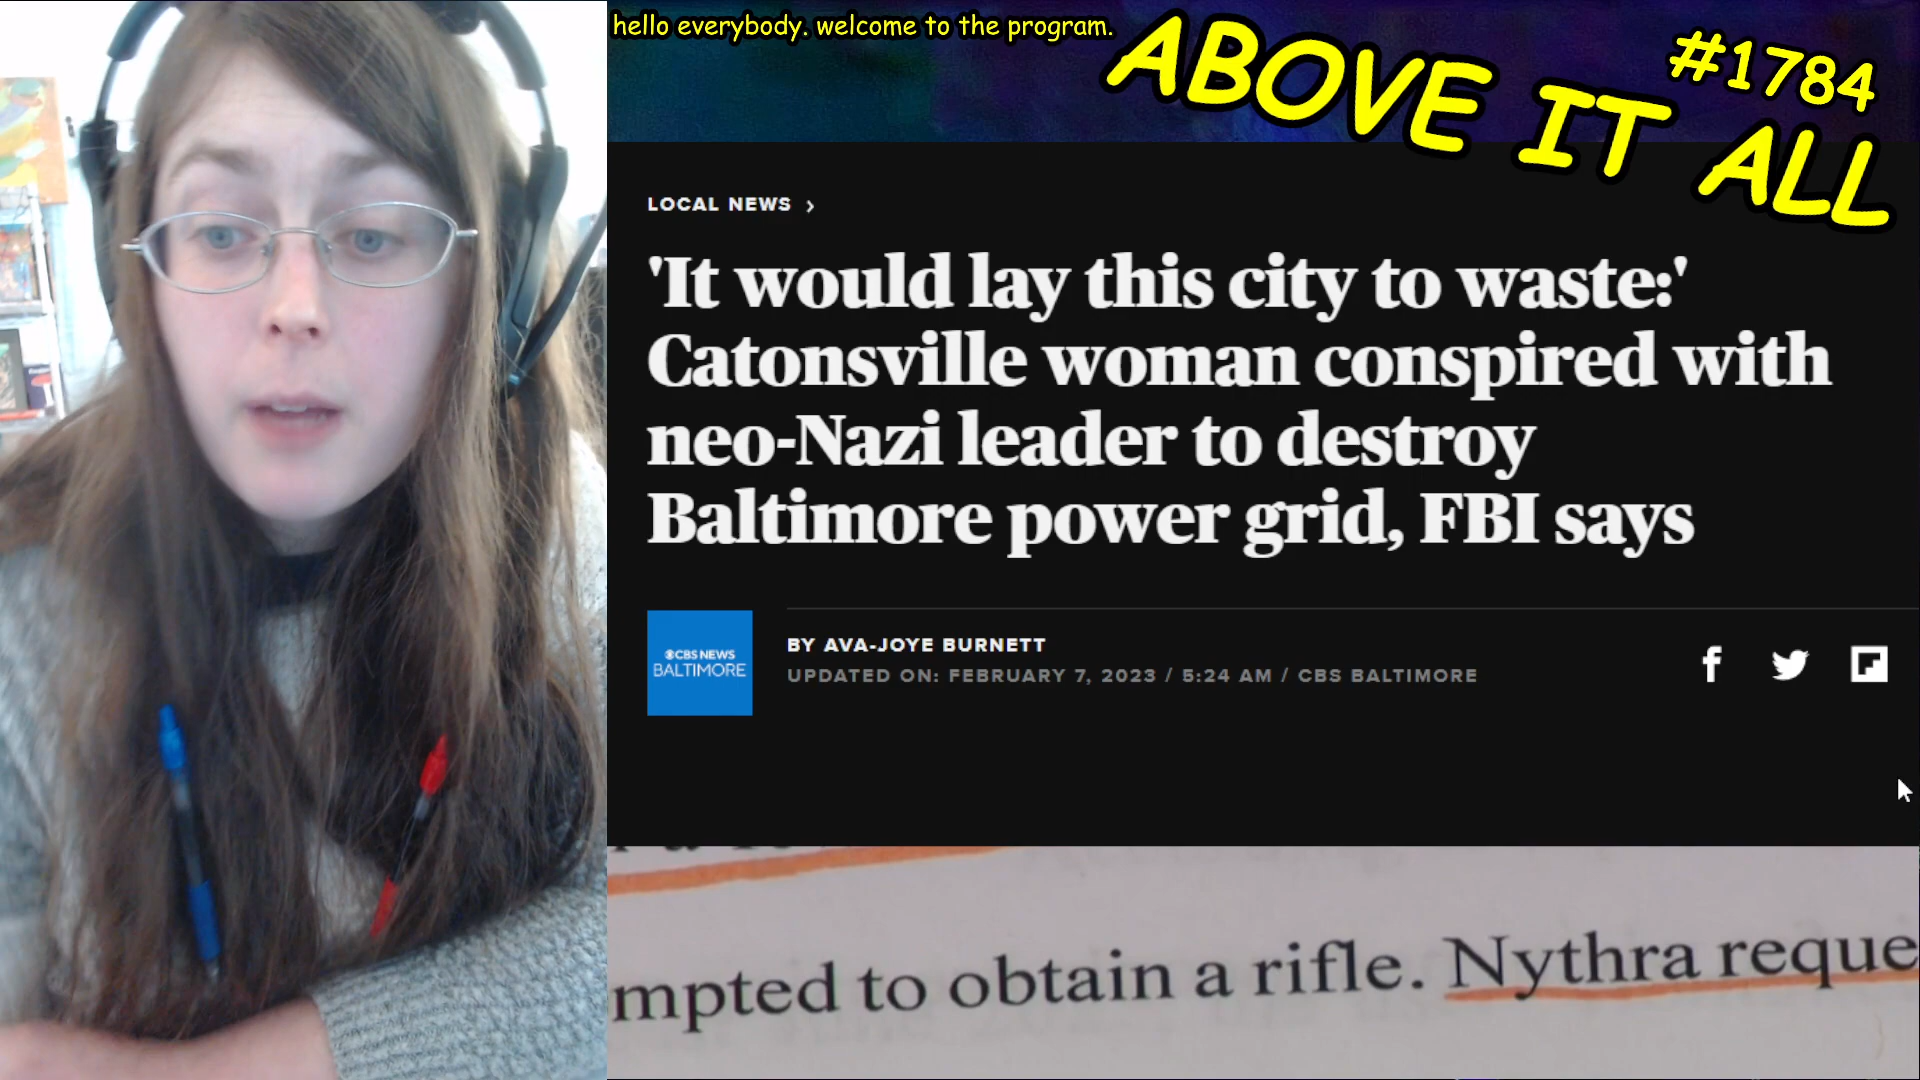 hello everybody. welcome to the program.
ABOVE IT ALL
#1784
LOCAL NEWS ›
'It would lay this city to waste:'
Catonsville woman conspired with
neo-Nazi leader to destroy
Baltimore power grid, FBI says
CBS NEWS
BALTIMORE
BY AVA-JOYE BURNETT
UPDATED ON: FEBRUARY 7, 2023 / 5:24 AM / CBS BALTIMORE
mpted to obtain a rifle. Nythra reque